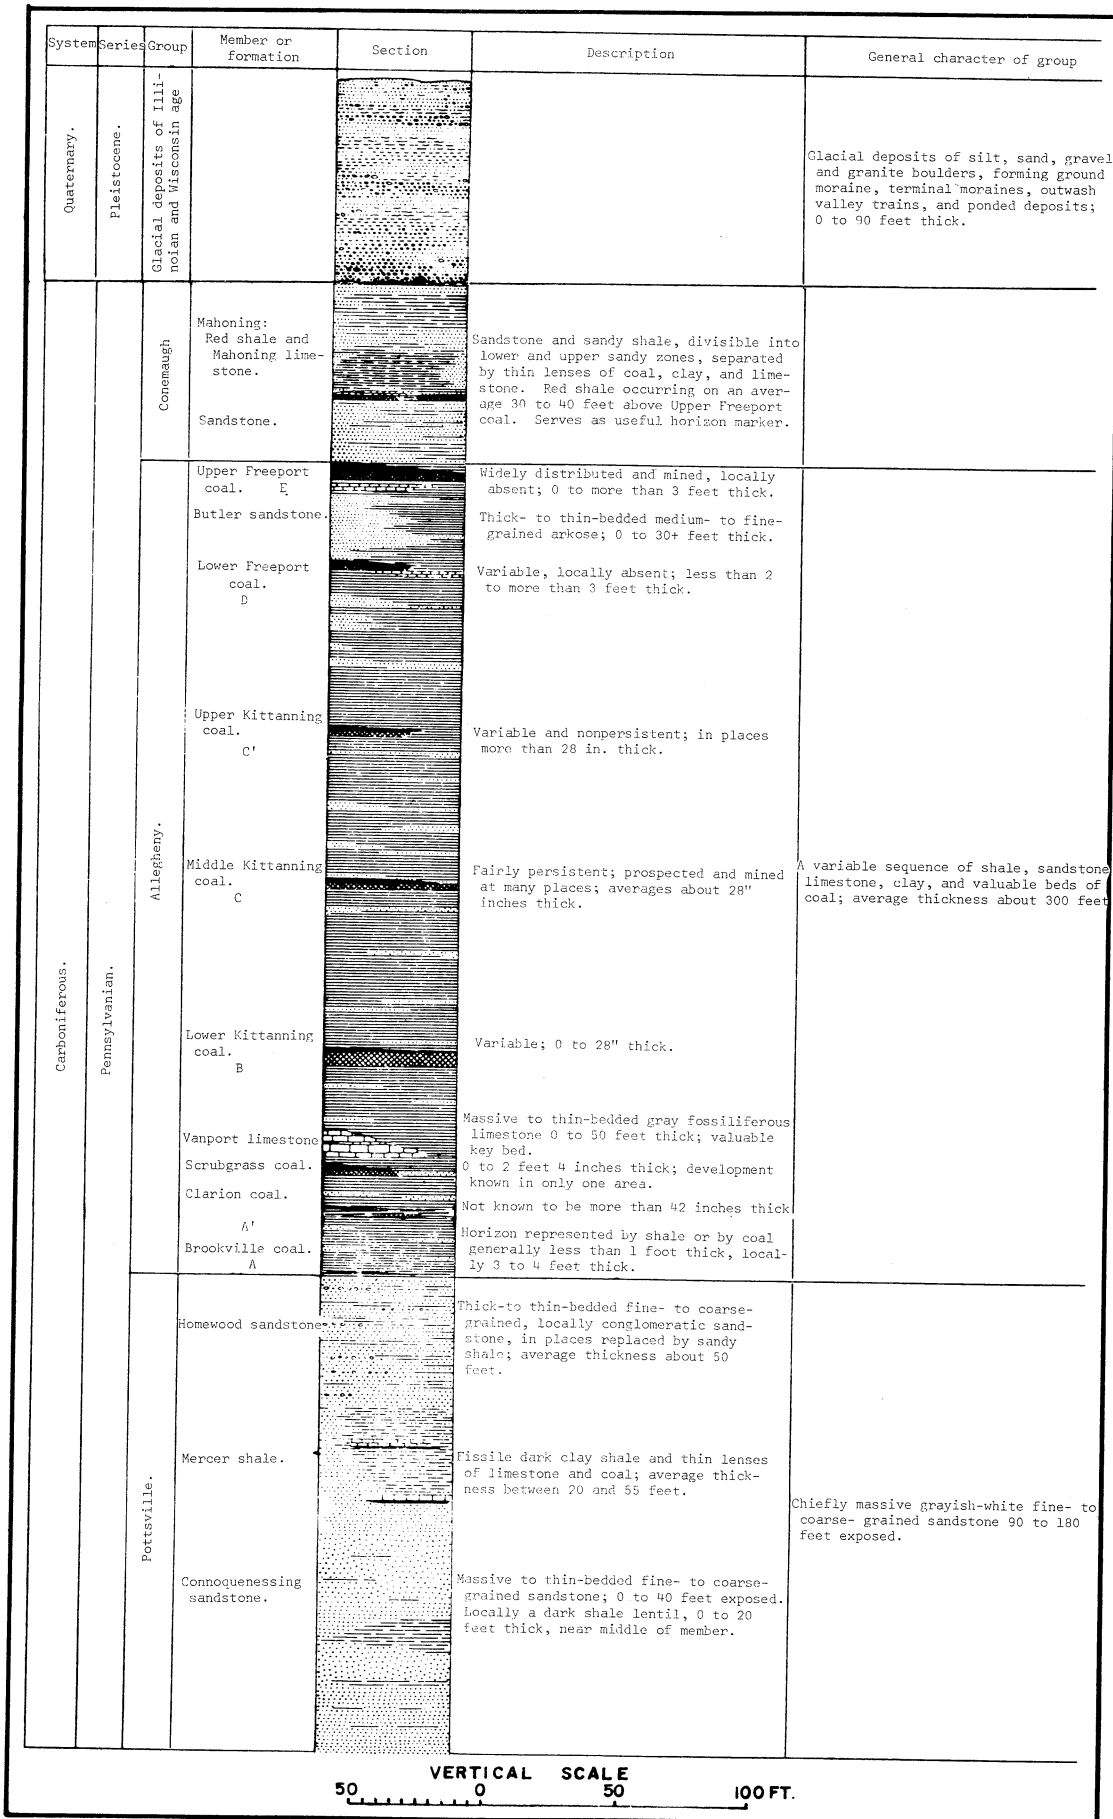 System Series Group Member or formation Section Description General character of group
Quaternary.
Pleistocene.
Glacial deposits of Illi-
noian and Wisconsin age
Glacial deposits of silt, sand, gravel
and granite boulders, forming ground
moraine, terminal moraines, outwash
valley trains, and ponded deposits;
0 to 90 feet thick.
Carboniferous.
Pennsylvanian.
Conemaugh
Mahoning:
Red shale and
Mahoning lime-
stone.
Sandstone.
Sandstone and sandy shale, divisible into
lower and upper sandy zones, separated
by thin lenses of coal, clay, and lime-
stone. Red shale occurring on an aver-
age 30 to 40 feet above Upper Freeport
coal. Serves as useful horizon marker.
Allegheny.
Upper Freeport
coal. E
Widely distributed and mined, locally
absent; 0 to more than 3 feet thick.
Butler sandstone.
Thick- to thin-bedded medium- to fine-
grained arkose; 0 to 30+ feet thick.
Lower Freeport
coal.
D
Variable, locally absent; less than 2
to more than 3 feet thick.
Upper Kittanning
coal.
C'
Variable and nonpersistent; in places
more than 28 in. thick.
Middle Kittanning
coal.
C
Fairly persistent; prospected and mined
at many places; averages about 28"
inches thick.
A variable sequence of shale, sandstone
limestone, clay, and valuable beds of
coal; average thickness about 300 feet
Lower Kittanning
coal.
B
Variable; 0 to 28" thick.
Vanport limestone
Massive to thin-bedded gray fossiliferous
limestone 0 to 50 feet thick; valuable
key bed.
Scrubgrass coal.
0 to 2 feet 4 inches thick; development
known in only one area.
Clarion coal.
A'
Not known to be more than 42 inches thick
Brookville coal.
A
Horizon represented by shale or by coal
generally less than 1 foot thick, local-
ly 3 to 4 feet thick.
Pottsville.
Homewood sandstone
Thick-to thin-bedded fine- to coarse-
grained, locally conglomeratic sand-
stone, in places replaced by sandy
shale; average thickness about 50
feet.
Mercer shale.
Fissile dark clay shale and thin lenses
of limestone and coal; average thick-
ness between 20 and 55 feet.
Chiefly massive grayish-white fine- to
coarse- grained sandstone 90 to 180
feet exposed.
Connoquenessing
sandstone.
Massive to thin-bedded fine- to coarse-
grained sandstone; 0 to 40 feet exposed.
Locally a dark shale lentil, 0 to 20
feet thick, near middle of member.
VERTICAL SCALE
50 0 50 100 FT.